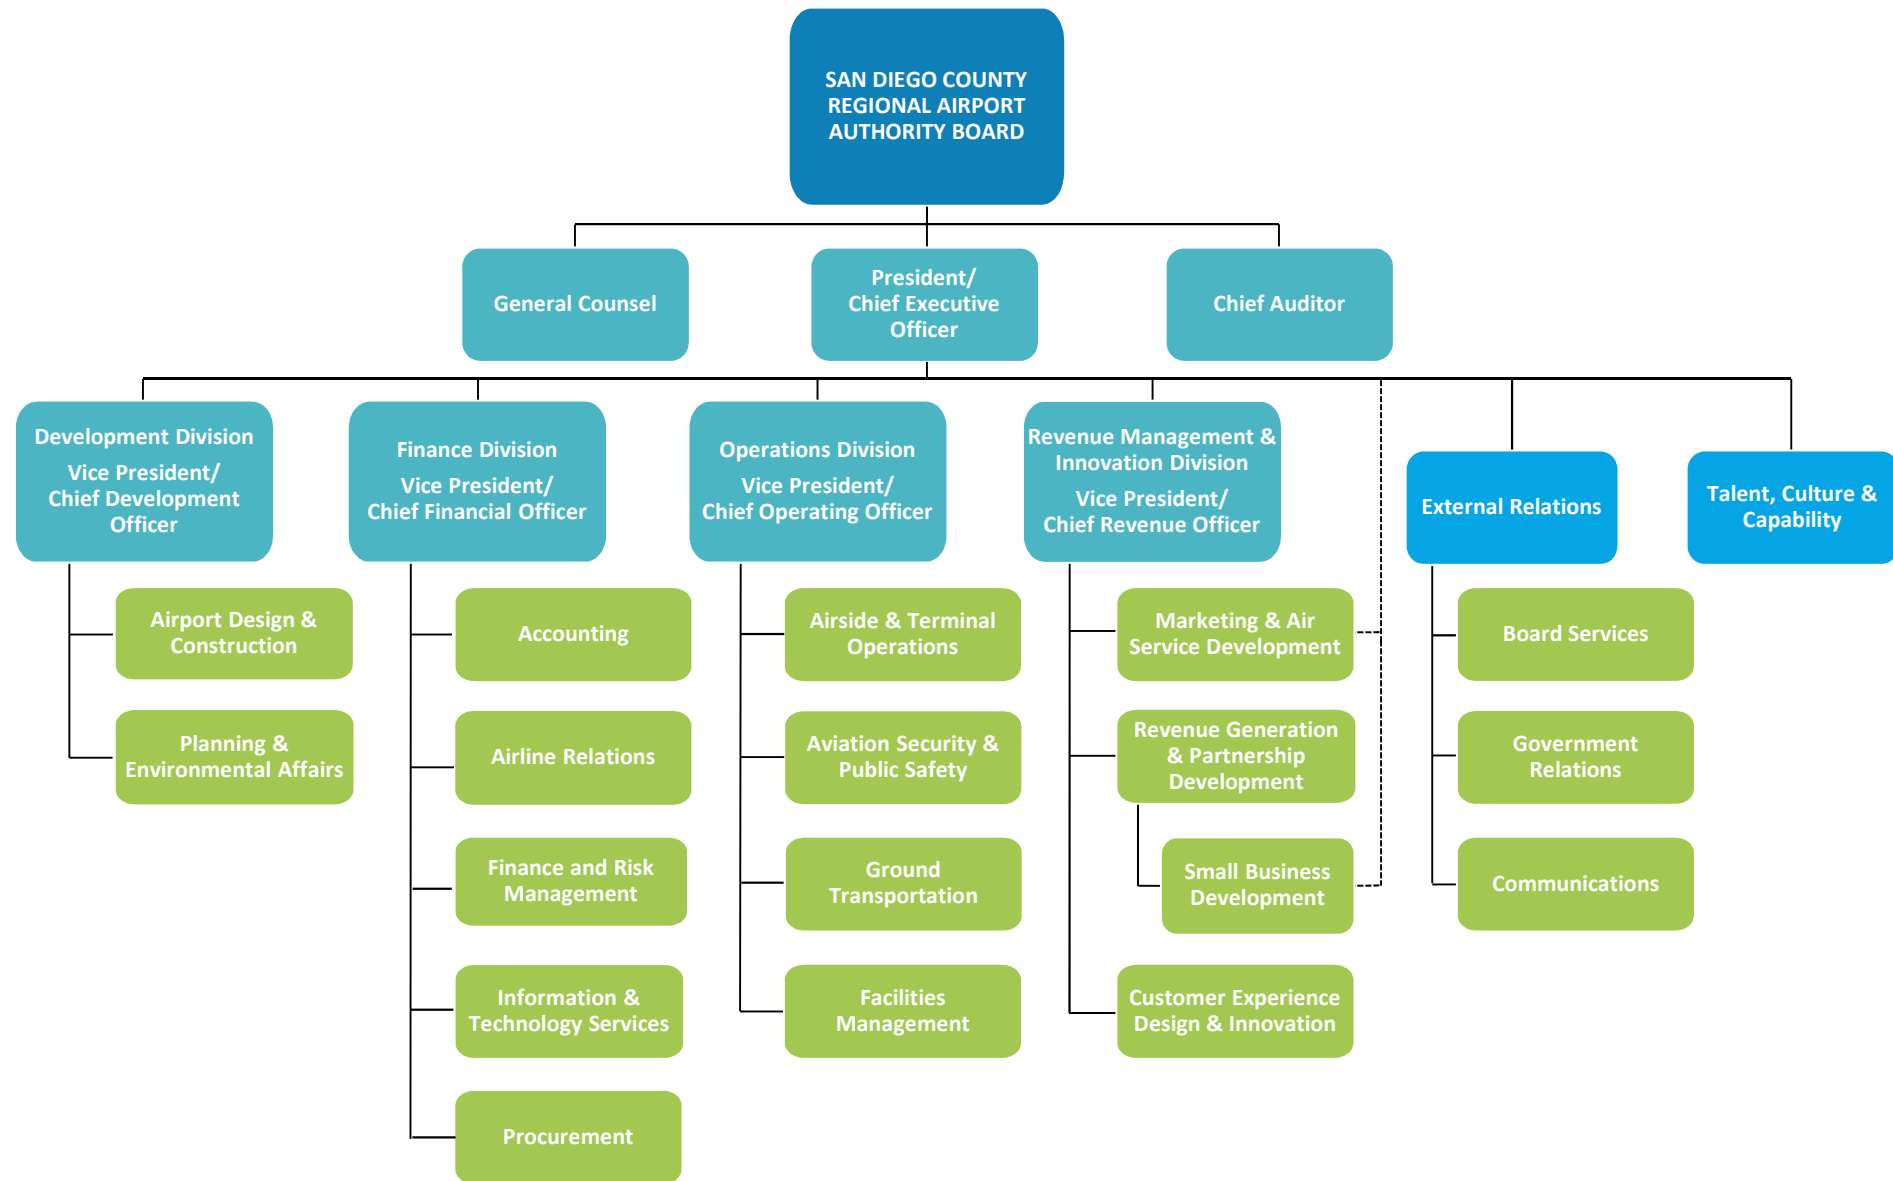 SAN DIEGO COUNTY
REGIONAL AIRPORT
AUTHORITY BOARD
General Counsel
President/
Chief Executive
Officer
Chief Auditor
Development Division
Vice President/
Chief Development
Officer
Finance Division
Vice President/
Chief Financial Officer
Operations Division
Vice President/
Chief Operating Officer
Revenue Management &
Innovation Division
Vice President/
Chief Revenue Officer
External Relations
Talent, Culture &
Capability
Airport Design &
Construction
Planning &
Environmental Affairs
Accounting
Airline Relations
Finance and Risk
Management
Information &
Technology Services
Procurement
Airside & Terminal
Operations
Aviation Security &
Public Safety
Ground
Transportation
Facilities
Management
Marketing & Air
Service Development
Revenue Generation
& Partnership
Development
Small Business
Development
Customer Experience
Design & Innovation
Board Services
Government
Relations
Communications